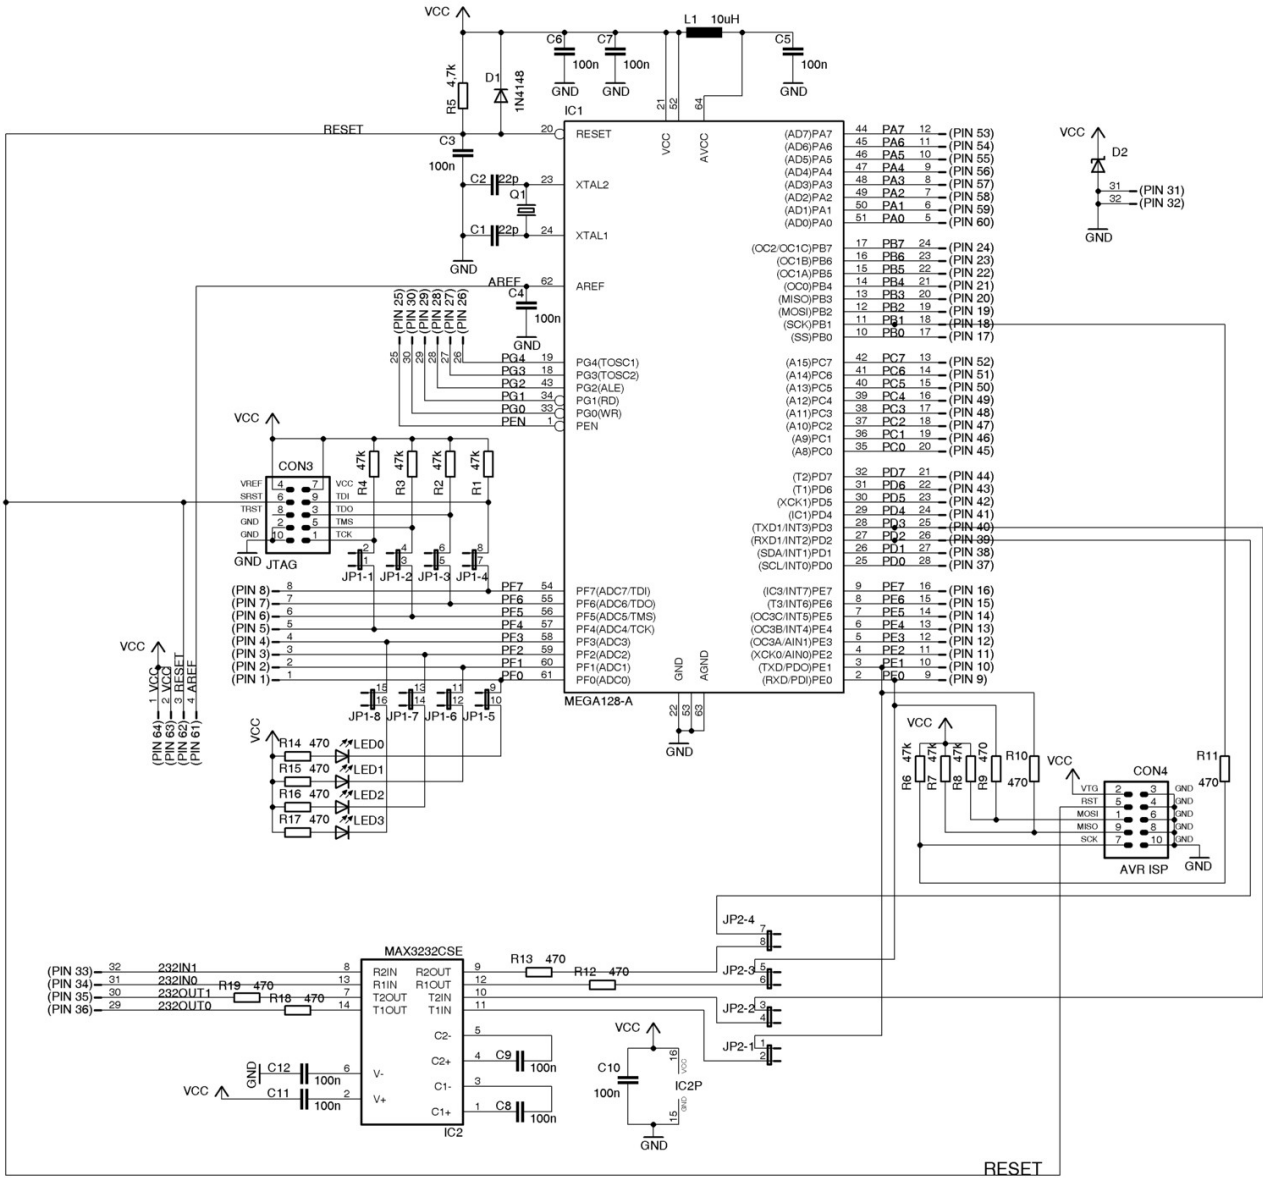 VCC
L1 10uH
C6 100n GND
C7 100n GND
C5 100n GND
R5 4,7k
D1 1N4148
21 52 64
IC1
RESET 20 RESET
VCC AVCC
C3 100n
C2 22p 23 XTAL2
Q1
C1 22p 24 XTAL1
GND
AREF 62 AREF
C4 100n
GND
(PIN 25) (PIN 30) (PIN 29) (PIN 28) (PIN 27) (PIN 26)
25 30 29 28 27 26
PG4 19 PG4(TOSC1)
PG3 18 PG3(TOSC2)
PG2 43 PG2(ALE)
PG1 34 PG1(RD)
PG0 33 PG0(WR)
PEN 1 PEN
(AD7)PA7 44 PA7 12 (PIN 53)
(AD6)PA6 45 PA6 11 (PIN 54)
(AD5)PA5 46 PA5 10 (PIN 55)
(AD4)PA4 47 PA4 9 (PIN 56)
(AD3)PA3 48 PA3 8 (PIN 57)
(AD2)PA2 49 PA2 7 (PIN 58)
(AD1)PA1 50 PA1 6 (PIN 59)
(AD0)PA0 51 PA0 5 (PIN 60)
(OC2/OC1C)PB7 17 PB7 24 (PIN 24)
(OC1B)PB6 16 PB6 23 (PIN 23)
(OC1A)PB5 15 PB5 22 (PIN 22)
(OC0)PB4 14 PB4 21 (PIN 21)
(MISO)PB3 13 PB3 20 (PIN 20)
(MOSI)PB2 12 PB2 19 (PIN 19)
(SCK)PB1 11 PB1 18 (PIN 18)
(SS)PB0 10 PB0 17 (PIN 17)
(A15)PC7 42 PC7 13 (PIN 52)
(A14)PC6 41 PC6 14 (PIN 51)
(A13)PC5 40 PC5 15 (PIN 50)
(A12)PC4 39 PC4 16 (PIN 49)
(A11)PC3 38 PC3 17 (PIN 48)
(A10)PC2 37 PC2 18 (PIN 47)
(A9)PC1 36 PC1 19 (PIN 46)
(A8)PC0 35 PC0 20 (PIN 45)
(T2)PD7 32 PD7 21 (PIN 44)
(T1)PD6 31 PD6 22 (PIN 43)
(XCK1)PD5 30 PD5 23 (PIN 42)
(IC1)PD4 29 PD4 24 (PIN 41)
(TXD1/INT3)PD3 28 PD3 25 (PIN 40)
(RXD1/INT2)PD2 27 PD2 26 (PIN 39)
(SDA/INT1)PD1 26 PD1 27 (PIN 38)
(SCL/INT0)PD0 25 PD0 28 (PIN 37)
(IC3/INT7)PE7 9 PE7 16 (PIN 16)
(T3/INT6)PE6 8 PE6 15 (PIN 15)
(OC3C/INT5)PE5 7 PE5 14 (PIN 14)
(OC3B/INT4)PE4 6 PE4 13 (PIN 13)
(OC3A/AIN1)PE3 5 PE3 12 (PIN 12)
(XCK0/AIN0)PE2 4 PE2 11 (PIN 11)
(TXD/PDO)PE1 3 PE1 10 (PIN 10)
(RXD/PDI)PE0 2 PE0 9 (PIN 9)
VCC
D2
31 (PIN 31)
32 (PIN 32)
GND
VCC
CON3
VREF 4 7 VCC
SRST 6 9 TDI
TRST 8 3 TDO
GND 2 5 TMS
GND 10 1 TCK
GND
JTAG
47k R4
47k R3
47k R2
47k R1
2 1 JP1-1
4 3 JP1-2
6 5 JP1-3
8 7 JP1-4
(PIN 8) 8 PF7 54 PF7(ADC7/TDI)
(PIN 7) 7 PF6 55 PF6(ADC6/TDO)
(PIN 6) 6 PF5 56 PF5(ADC5/TMS)
(PIN 5) 5 PF4 57 PF4(ADC4/TCK)
(PIN 4) 4 PF3 58 PF3(ADC3)
(PIN 3) 3 PF2 59 PF2(ADC2)
(PIN 2) 2 PF1 60 PF1(ADC1)
(PIN 1) 1 PF0 61 PF0(ADC0)
MEGA128-A
GND AGND
22 53 63
GND
VCC
1 VCC
2 VCC
3 RESET
4 AREF
(PIN 64) (PIN 63) (PIN 62) (PIN 61)
15 16 JP1-8
13 14 JP1-7
11 12 JP1-6
9 10 JP1-5
VCC
R14 470 LED0
R15 470 LED1
R16 470 LED2
R17 470 LED3
VCC
R6 47k
R7 47k
R8 470
R9 R10
470
R11
470
VCC
CON4
VTG 2 3 GND
RST 5 4 GND
MOSI 1 6 GND
MISO 9 8 GND
SCK 7 10 GND
GND
AVR ISP
JP2-4 7 8
JP2-3 5 6
JP2-2 3 4
JP2-1 1 2
MAX3232CSE
(PIN 33) 32 232IN1 8 R2IN
(PIN 34) 31 232IN0 13 R1IN
(PIN 35) 30 232OUT1 R19 470 7 T2OUT
(PIN 36) 29 232OUT0 R18 470 14 T1OUT
R2OUT 9 R13 470
R1OUT 12 R12 470
T2IN 10
T1IN 11
C2- 5
C2+ 4 C9 100n
C1- 3
C1+ 1 C8 100n
GND C12 100n 6 V-
VCC C11 100n 2 V+
IC2
VCC
C10 100n
16 VCC
IC2P
15 GND
GND
RESET